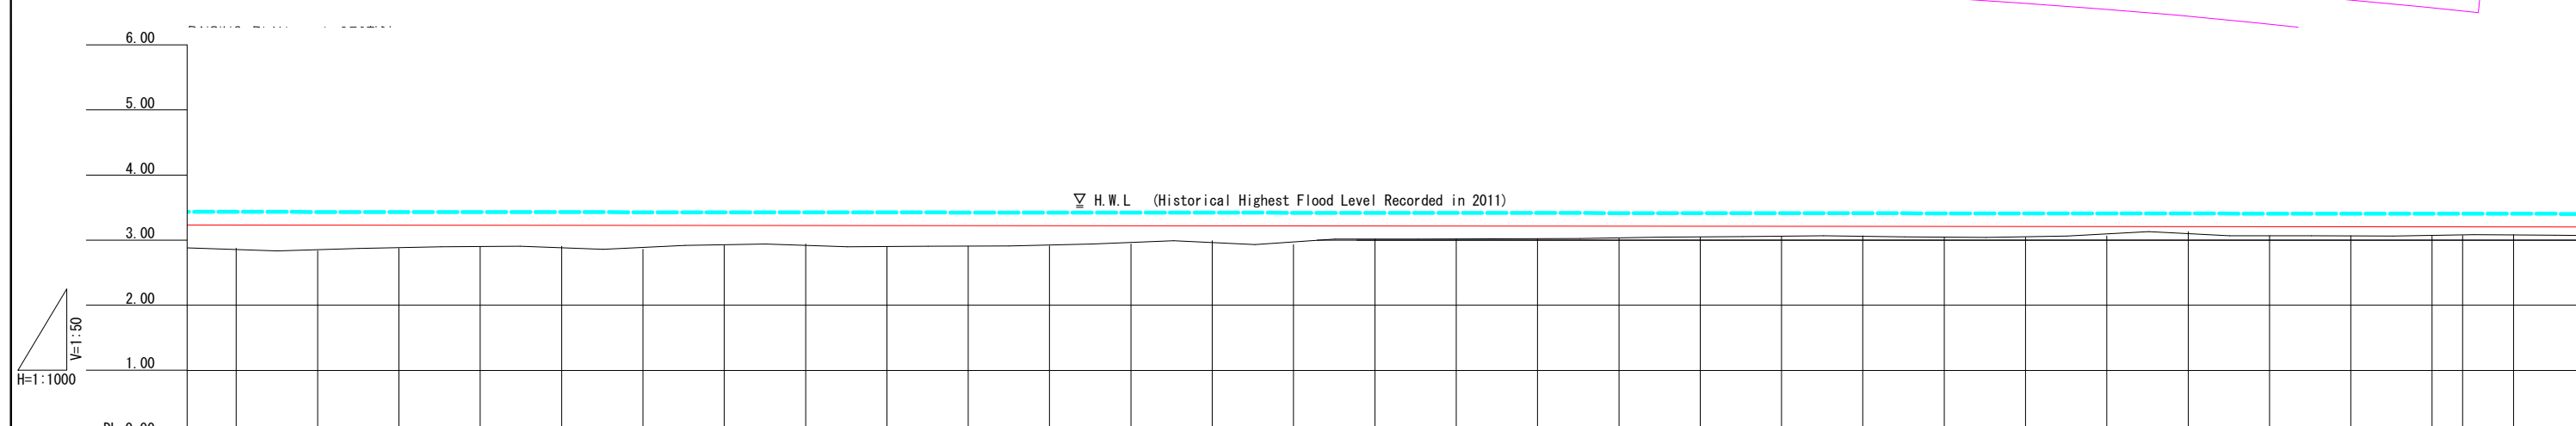 6.00
5.00
4.00
▽ H.W.L (Historical Highest Flood Level Recorded in 2011)
3.00
2.00
V=1:50
1.00
H=1:1000